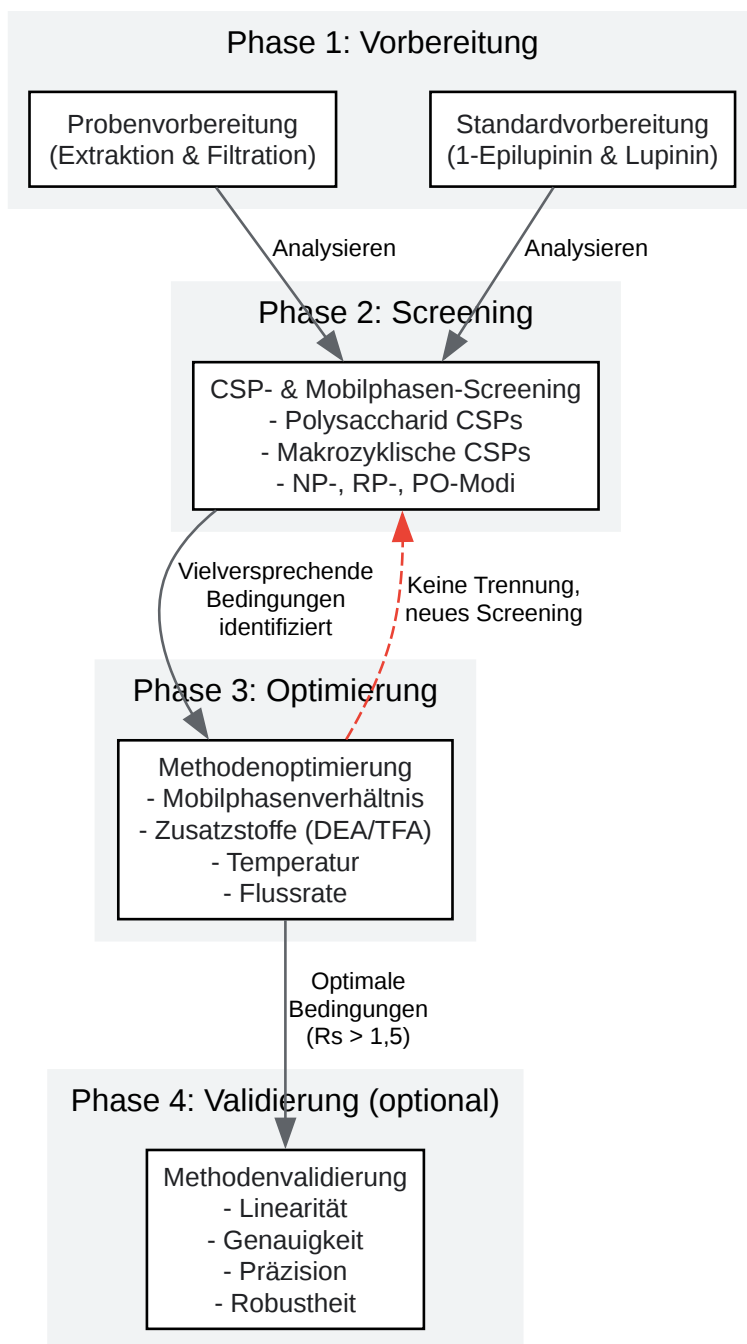 Phase 1: Vorbereitung
Probenvorbereitung
(Extraktion & Filtration)
Standardvorbereitung
(1-Epilupinin & Lupinin)
Analysieren
Analysieren
Phase 2: Screening
CSP- & Mobilphasen-Screening
- Polysaccharid CSPs
- Makrozyklische CSPs
- NP-, RP-, PO-Modi
Vielversprechende
Bedingungen
identifiziert
Keine Trennung,
neues Screening
Phase 3: Optimierung
Methodenoptimierung
- Mobilphasenverhältnis
- Zusatzstoffe (DEA/TFA)
- Temperatur
- Flussrate
Optimale
Bedingungen
(Rs > 1,5)
Phase 4: Validierung (optional)
Methodenvalidierung
- Linearität
- Genauigkeit
- Präzision
- Robustheit